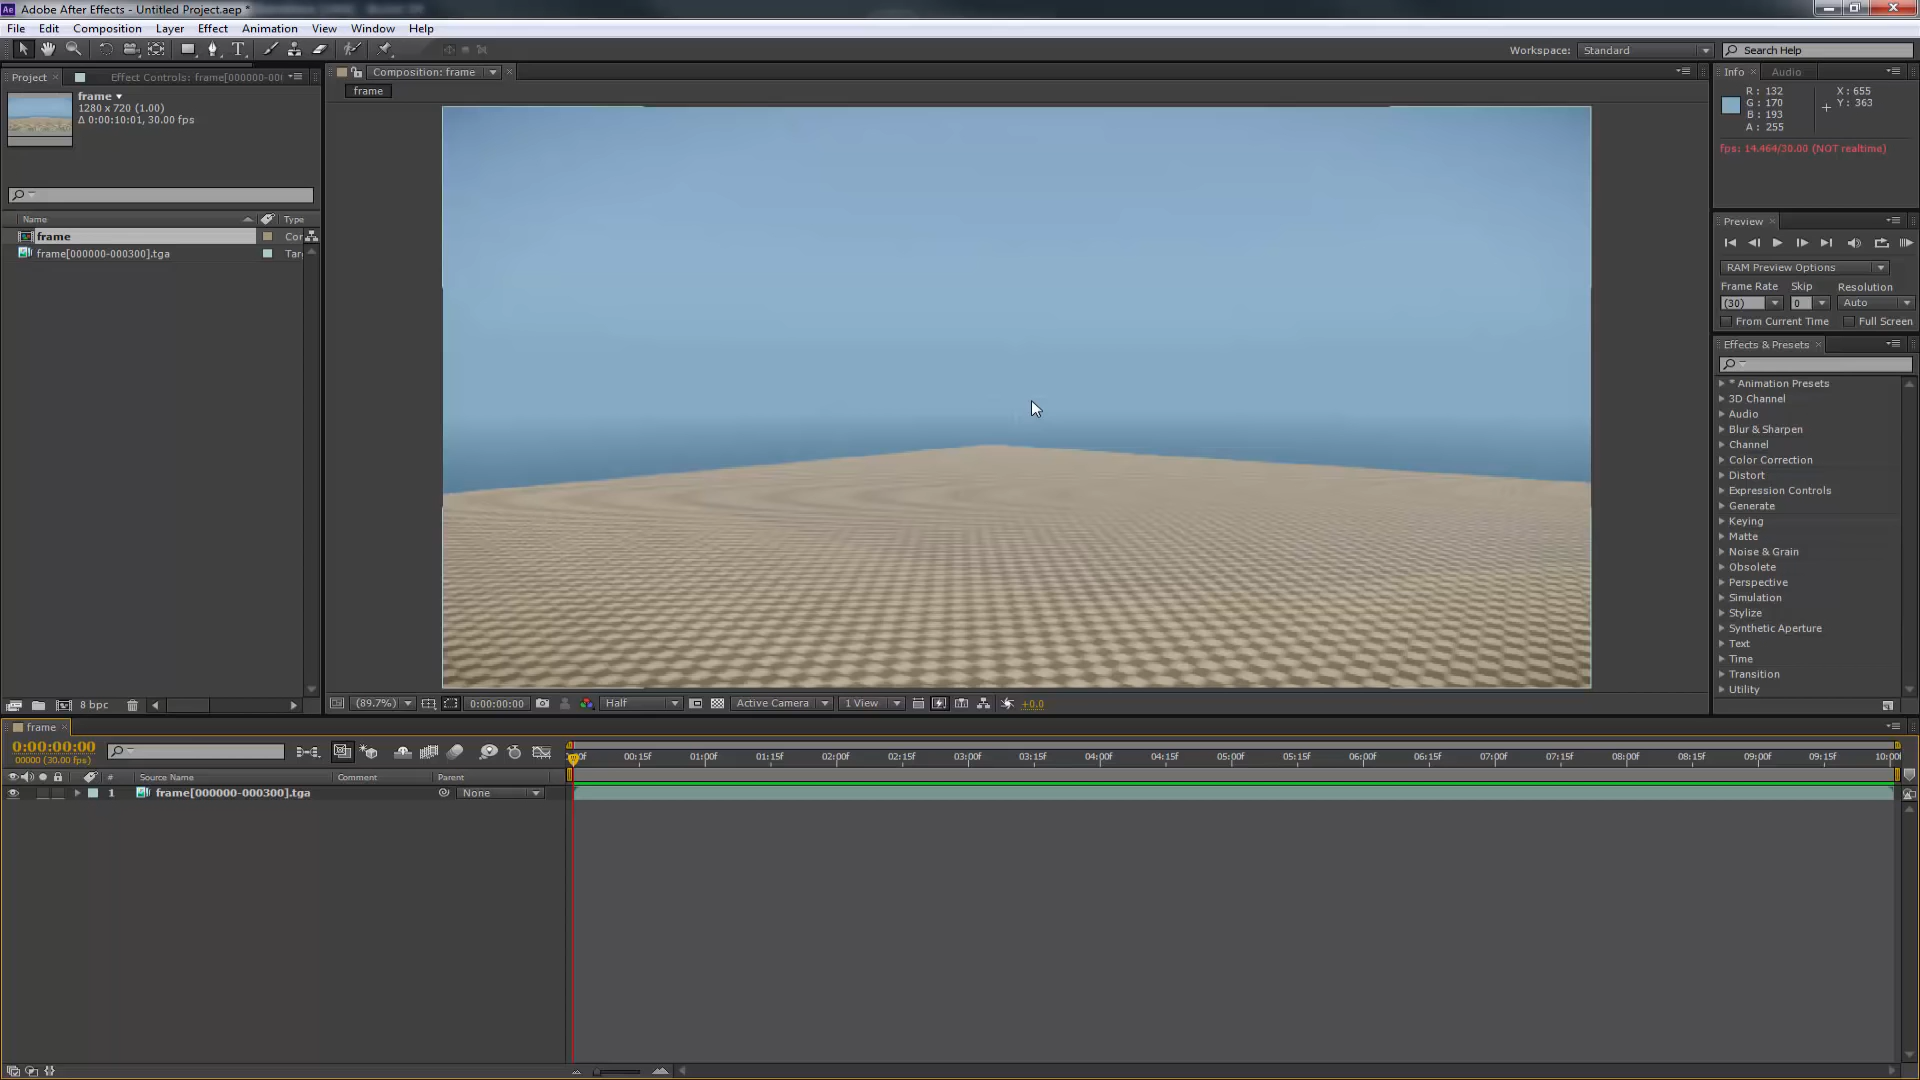 Adobe After Effects - Untitled Project.aep *
File Edit Composition Layer Effect Animation View Window Help
Workspace: Standard
Search Help
Project
Effect Controls: frame[000000-00
frame
1280 x 720 (1.00)
Δ 0:00:10:01, 30.00 fps
Name Type
frame Cor
frame[000000-000300].tga Tar
8 bpc
Composition: frame
frame
(89.7%) 0:00:00:00 Half Active Camera 1 View +0.0
Info Audio
R: 132 X: 655
G: 170 Y: 363
B: 193
A: 255
fps: 14.464/30.00 (NOT realtime)
Preview
RAM Preview Options
Frame Rate Skip Resolution
(30) 0 Auto
From Current Time Full Screen
Effects & Presets
* Animation Presets
3D Channel
Audio
Blur & Sharpen
Channel
Color Correction
Distort
Expression Controls
Generate
Keying
Matte
Noise & Grain
Obsolete
Perspective
Simulation
Stylize
Synthetic Aperture
Text
Time
Transition
Utility
frame
0:00:00:00
00000 (30.00 fps)
00:15f 01:00f 01:15f 02:00f 02:15f 03:00f 03:15f 04:00f 04:15f 05:00f 05:15f 06:00f 06:15f 07:00f 07:15f 08:00f 08:15f 09:00f 09:15f 10:00
# Source Name Comment Parent
1 frame[000000-000300].tga None